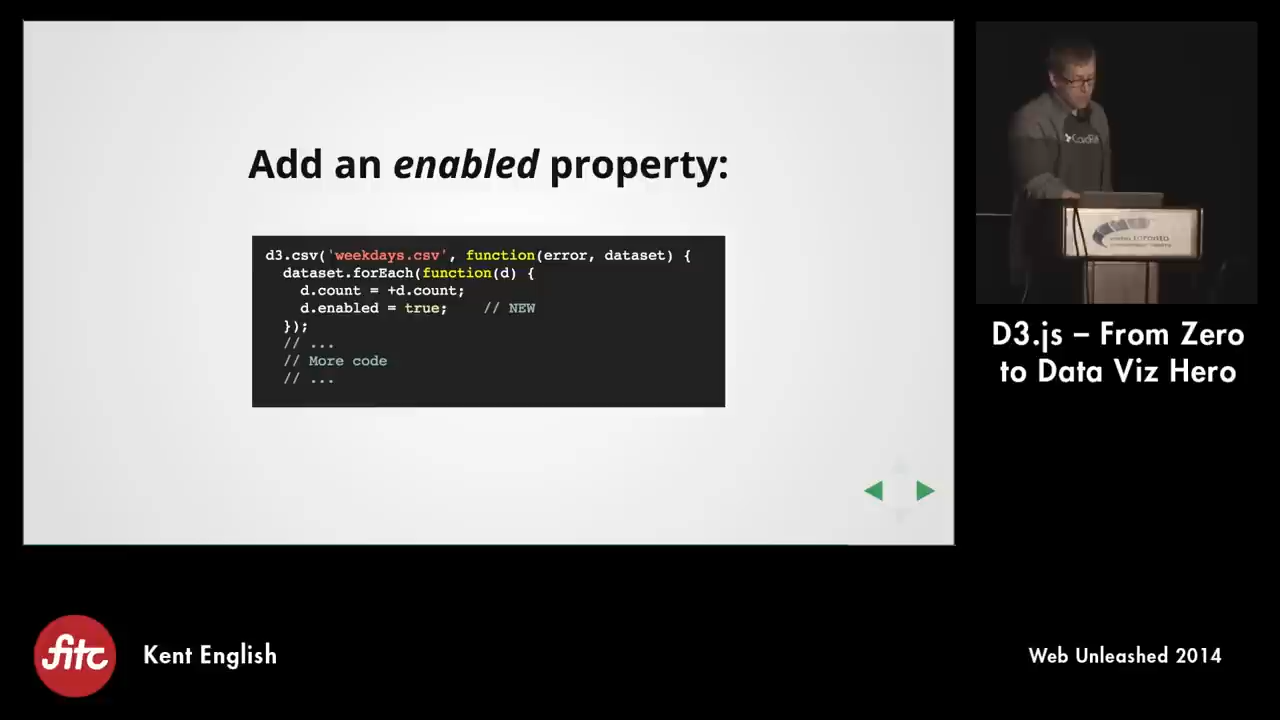 Add an enabled property:
d3.csv('weekdays.csv', function(error, dataset) {
  dataset.forEach(function(d) {
    d.count = +d.count;
    d.enabled = true;    // NEW
  });
  // ...
  // More code
  // ...
D3.js – From Zero
to Data Viz Hero
fitc
Kent English
Web Unleashed 2014